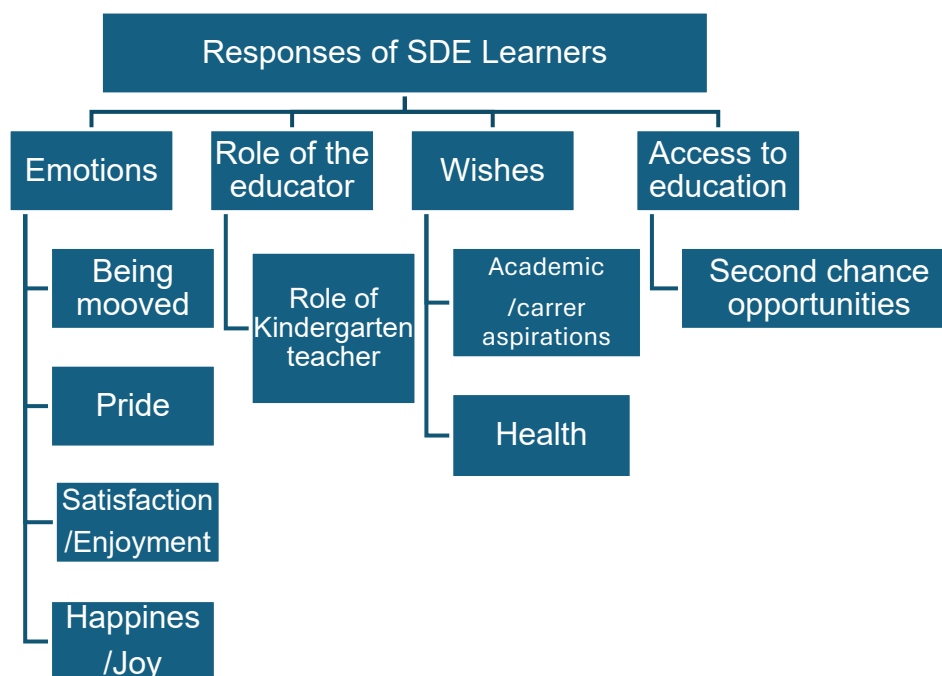 Responses of SDE Learners
Emotions
Role of the
educator
Wishes
Access to
education
Being
mooved
Role of
Kindergarten
teacher
Academic
/carrer
aspirations
Second chance
opportunities
Pride
Health
Satisfaction
/Enjoyment
Happines
/Joy